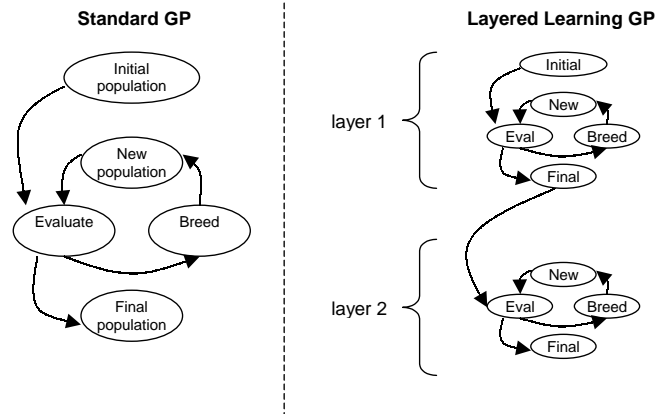 Standard GP
Initial
population
New
population
Evaluate
Breed
Final
population
Layered Learning GP
layer 1
Initial
New
Eval
Breed
Final
layer 2
New
Eval
Breed
Final